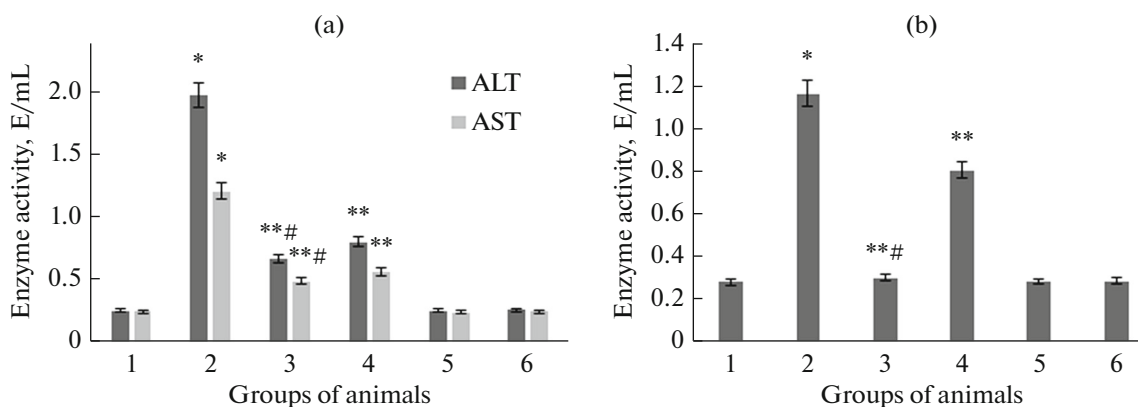 (a)
Enzyme activity, E/mL
2.0
1.5
1.0
0.5
0
*
*
**#
**#
**
**
ALT
AST
1 2 3 4 5 6
Groups of animals
(b)
Enzyme activity, E/mL
1.4
1.2
1.0
0.8
0.6
0.4
0.2
0
*
**#
**
1 2 3 4 5 6
Groups of animals